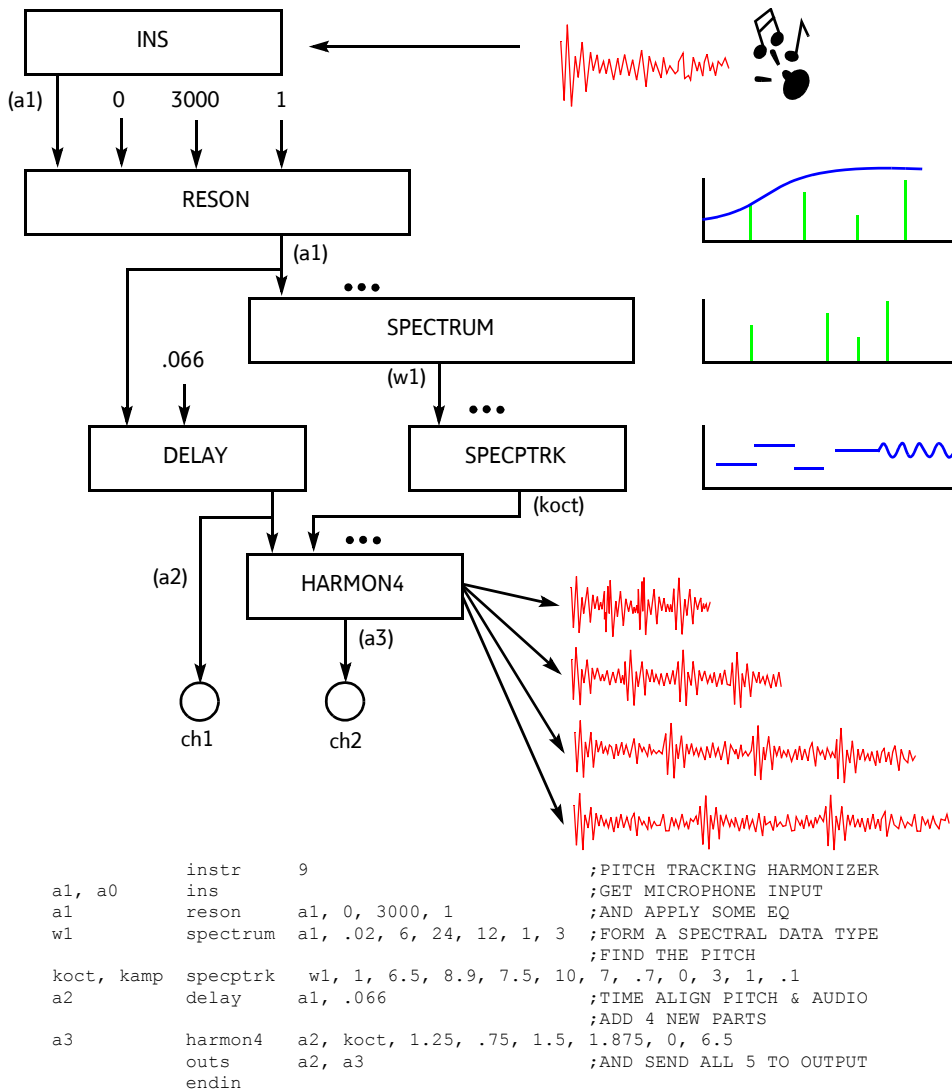 INS
(a1) 0 3000 1
RESON
(a1)
SPECTRUM
.066
(w1)
DELAY
SPECPTRK
(koct)
(a2)
HARMON4
(a3)
ch1
ch2
instr 9 ;PITCH TRACKING HARMONIZER
a1, a0 ins ;GET MICROPHONE INPUT
a1 reson a1, 0, 3000, 1 ;AND APPLY SOME EQ
w1 spectrum a1, .02, 6, 24, 12, 1, 3 ;FORM A SPECTRAL DATA TYPE
;FIND THE PITCH
koct, kamp specptrk w1, 1, 6.5, 8.9, 7.5, 10, 7, .7, 0, 3, 1, .1
a2 delay a1, .066 ;TIME ALIGN PITCH & AUDIO
;ADD 4 NEW PARTS
a3 harmon4 a2, koct, 1.25, .75, 1.5, 1.875, 0, 6.5
outs a2, a3 ;AND SEND ALL 5 TO OUTPUT
endin